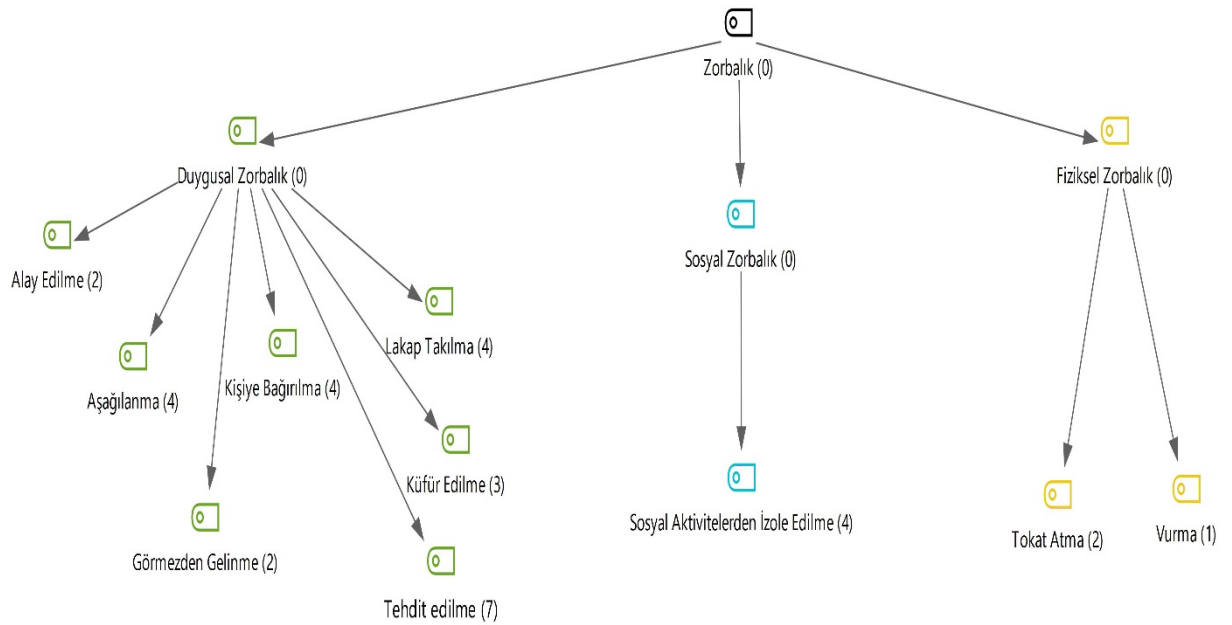 Zorbalık (0)
Duygusal Zorbalık (0)
Fiziksel Zorbalık (0)
Sosyal Zorbalık (0)
Alay Edilme (2)
Lakap Takılma (4)
Kişiye Bağırılma (4)
Aşağılanma (4)
Küfür Edilme (3)
Sosyal Aktivitelerden İzole Edilme (4)
Tokat Atma (2)
Vurma (1)
Görmezden Gelinme (2)
Tehdit edilme (7)